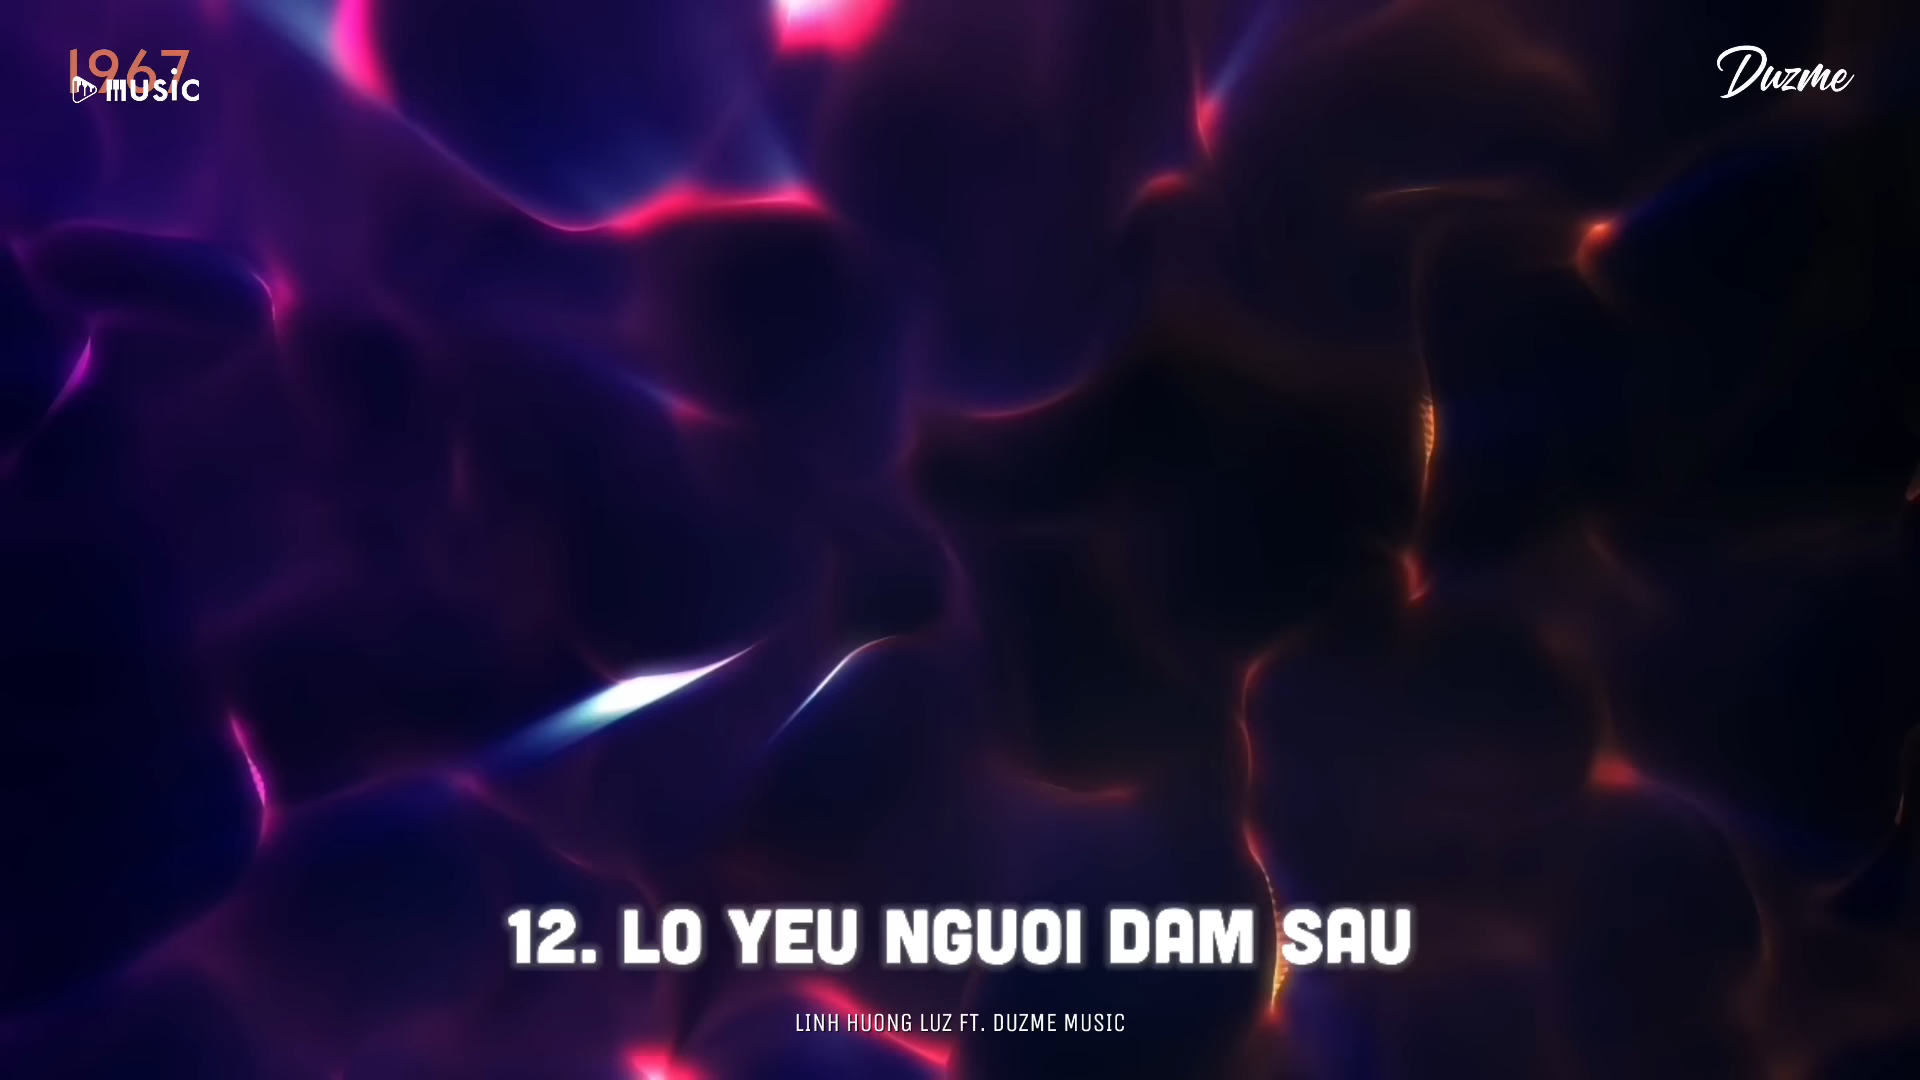 1967
music
Duzme
12. LO YEU NGUOI DAM SAU
LINH HUONG LUZ FT. DUZME MUSIC